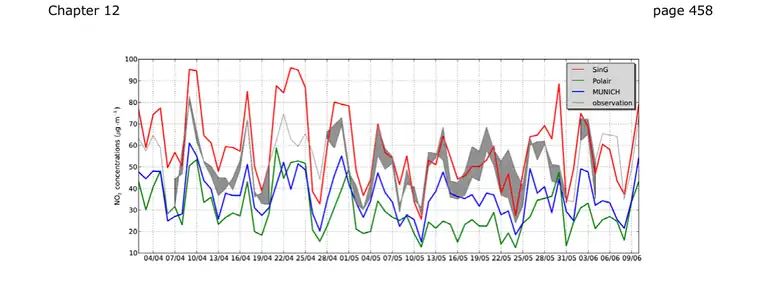 Chapter 12 page 458
100
90
80
70
60
50
40
30
20
10
NO₂ concentrations (µg m⁻³)
SinG
Polair
MUNICH
observation
04/04 07/04 10/04 13/04 16/04 19/04 22/04 25/04 28/04 01/05 04/05 07/05 10/05 13/05 16/05 19/05 22/05 25/05 28/05 31/05 03/06 06/06 09/06